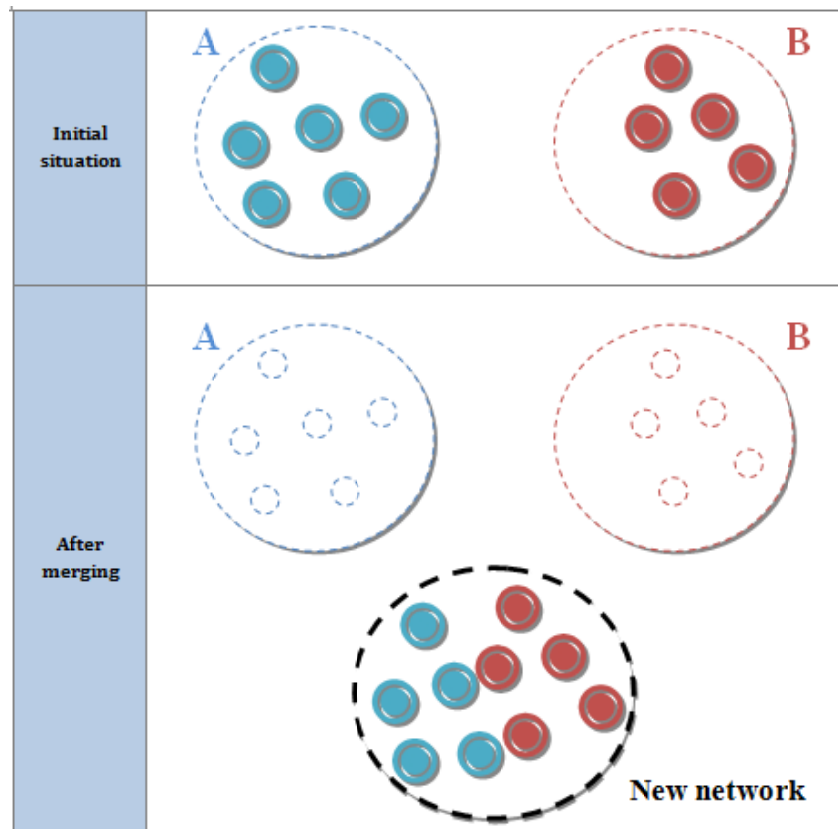 A
B
Initial
situation
A
B
After
merging
New network